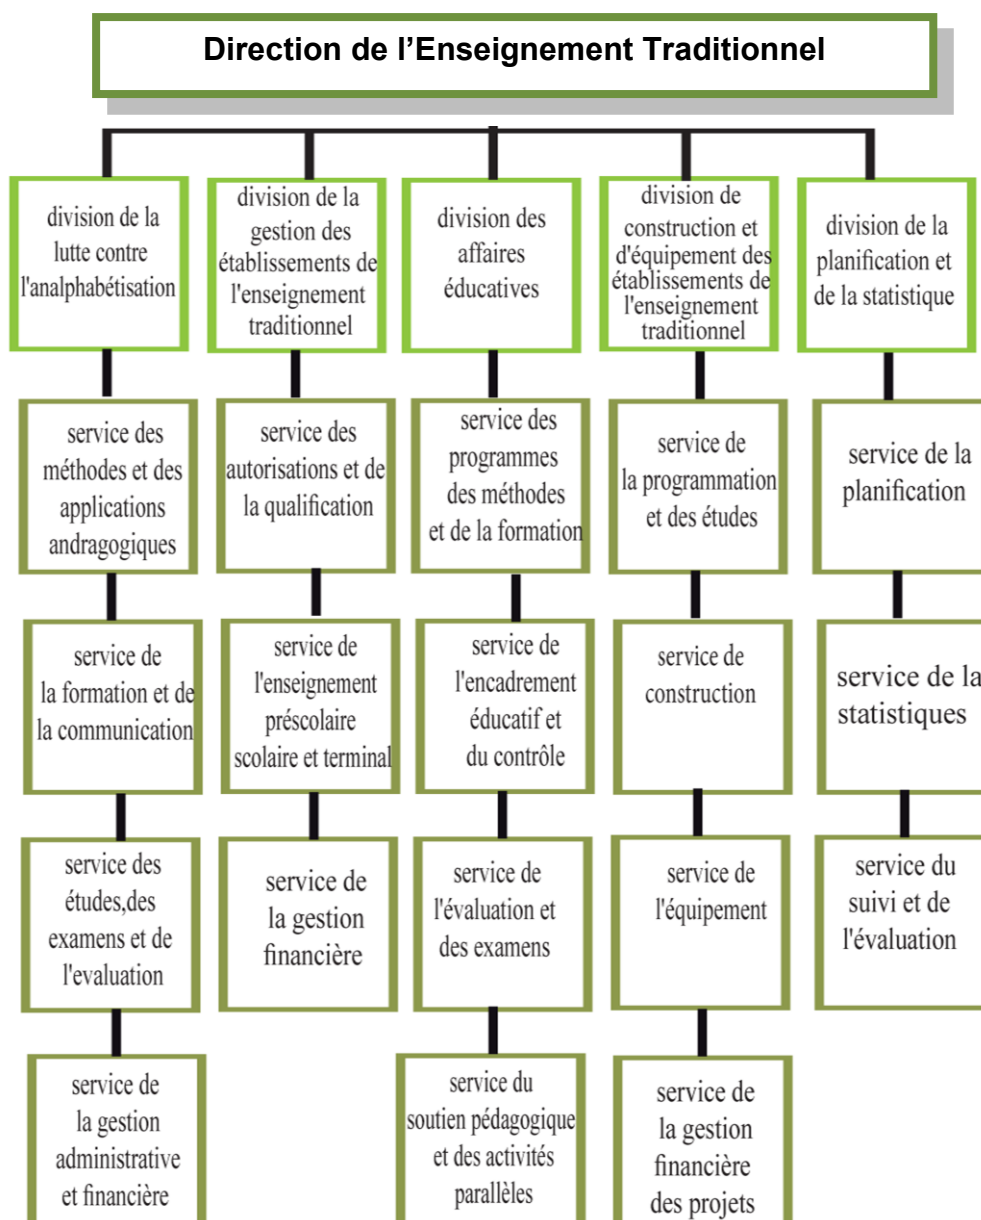 Direction de l’Enseignement Traditionnel
division de la
lutte contre
l'analphabétisation
division de la
gestion des
établissements de
l'enseignement
traditionnel
division des
affaires
éducatives
division de
construction et
d'équipement des
établissements de
l'enseignement
traditionnel
division de la
planification et
de la statistique
service des
méthodes et des
applications
andragogiques
service des
autorisations et de
la qualification
service des
programmes
des méthodes
et de la formation
service de
la programmation
et des études
service de la
planification
service de
la formation et de
la communication
service de
l'enseignement
préscolaire
scolaire et terminal
service de
l'encadrement
éducatif et
du contrôle
service de
construction
service de la
statistiques
service des
études,des
examens et de
l'evaluation
service de
la gestion
financière
service de
l'évaluation et
des examens
service de
l'équipement
service du
suivi et de
l'évaluation
service de
la gestion
administrative
et financière
service du
soutien pédagogique
et des activités
parallèles
service de
la gestion
financière
des projets